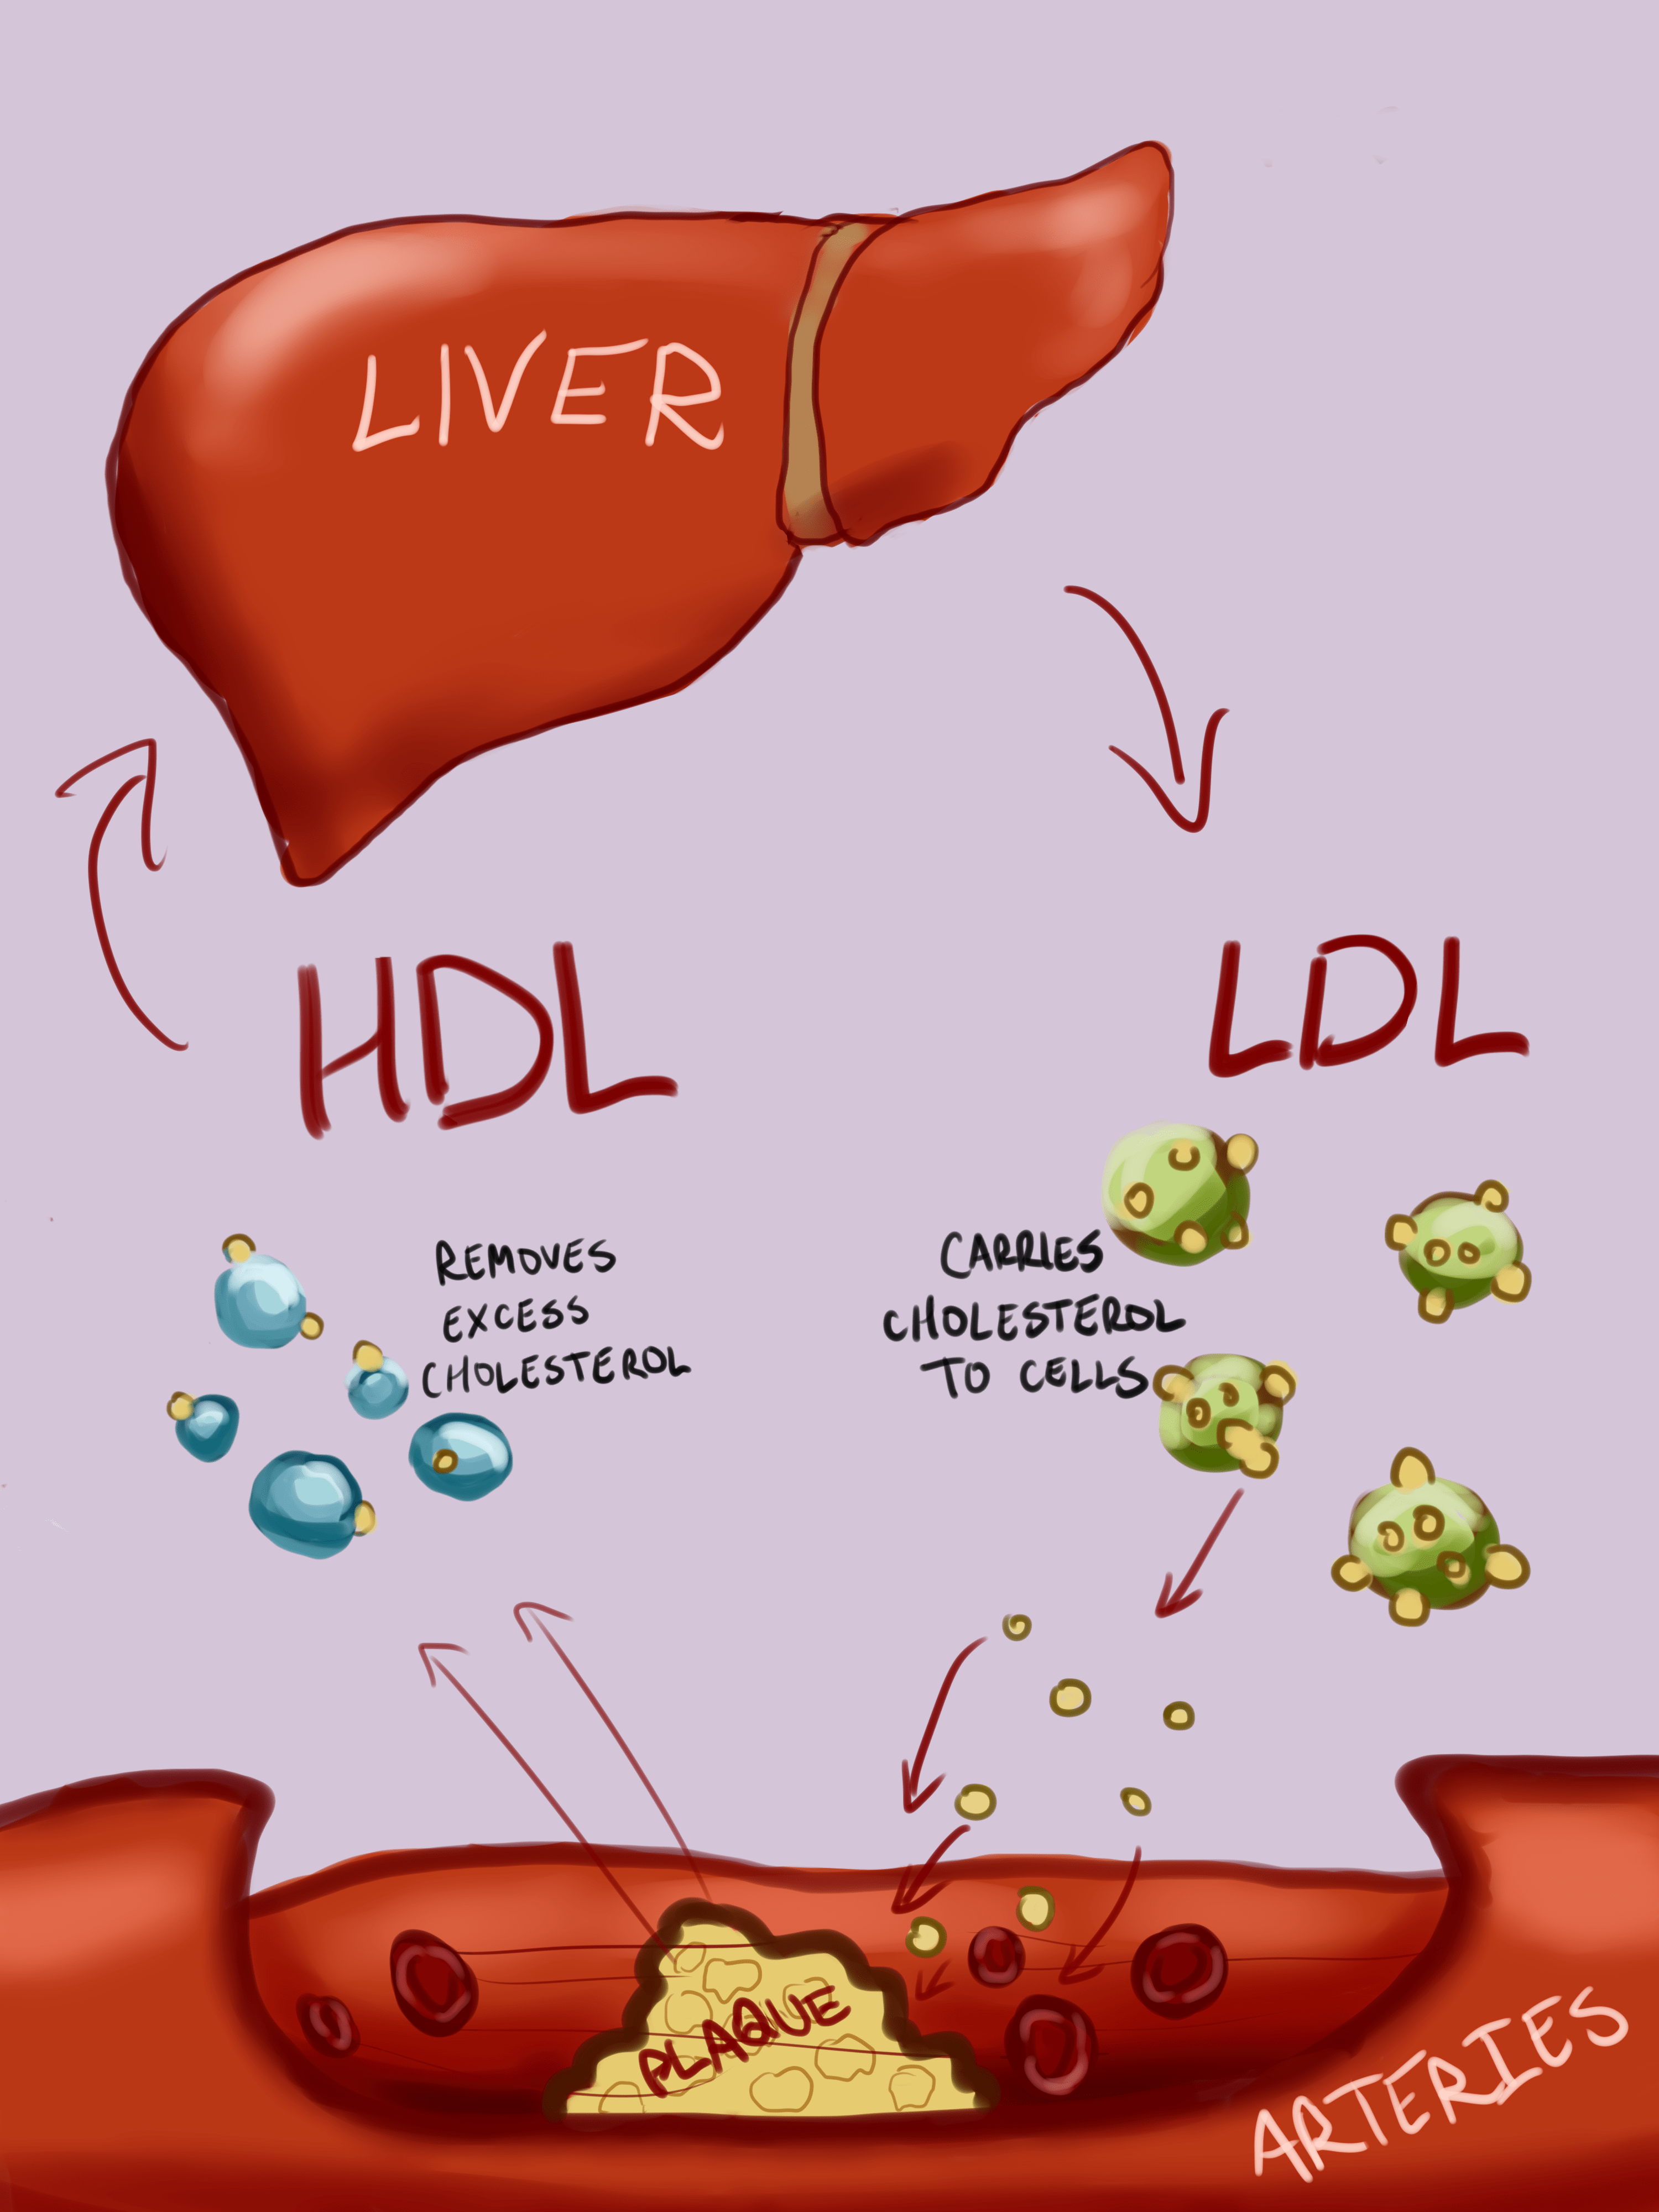 LIVER
HDL
LDL
REMOVES
EXCESS
CHOLESTEROL
CARRIES
CHOLESTEROL
TO CELLS
PLAQUE
ARTERIES